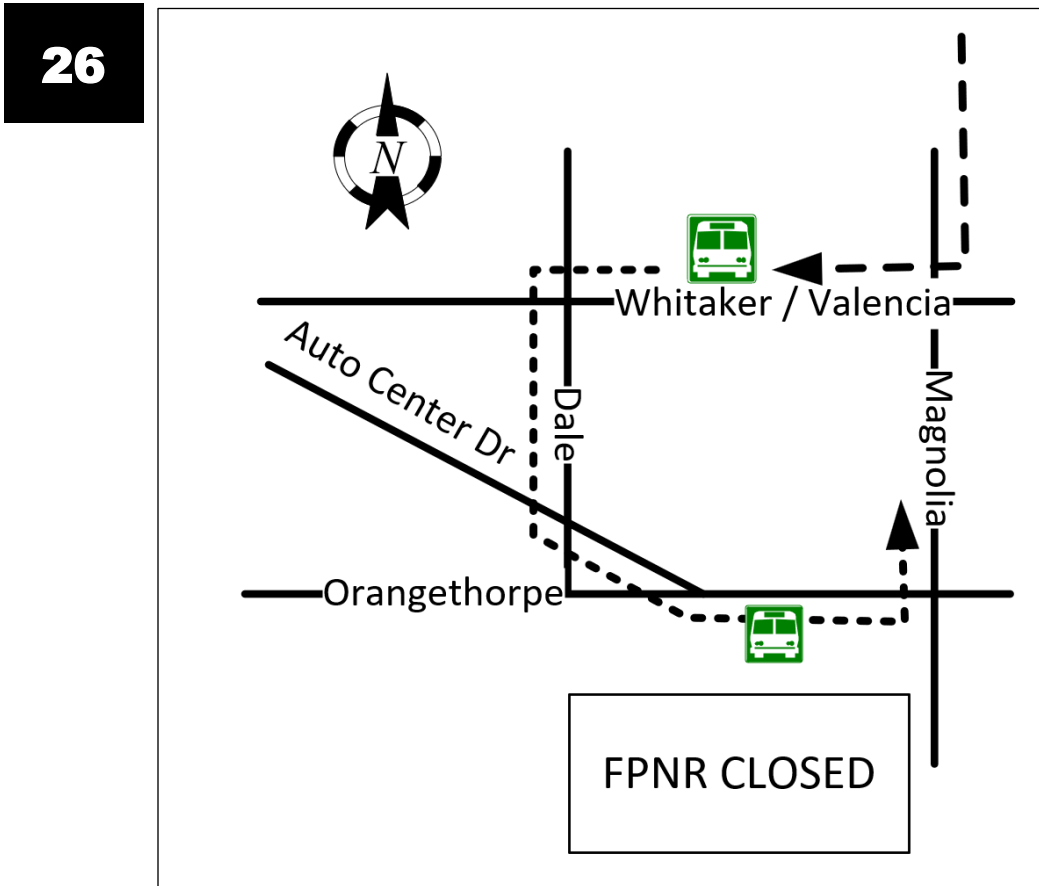 26
N
Whitaker / Valencia
Auto Center Dr
Dale
Magnolia
Orangethorpe
FPNR CLOSED